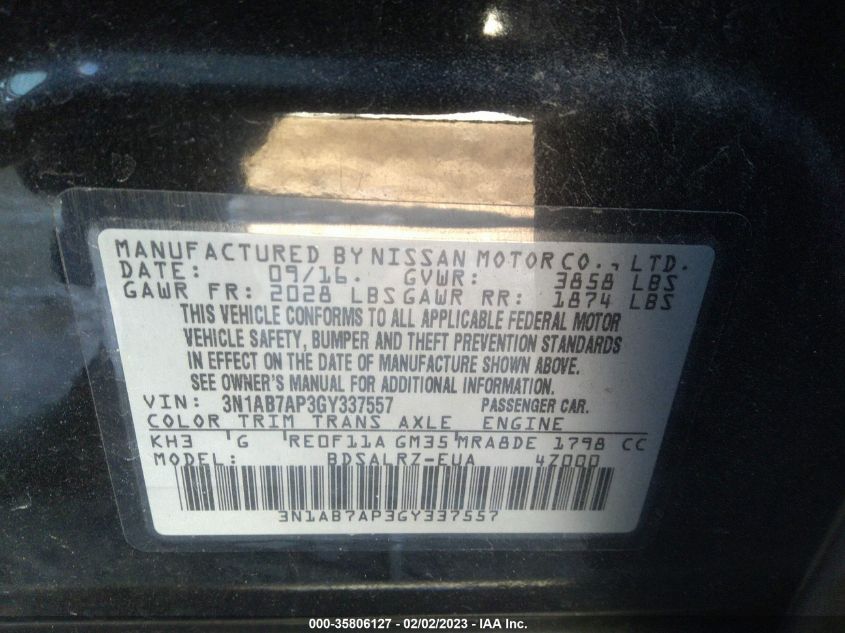 MANUFACTURED BY NISSAN MOTOR CO., LTD.
DATE: 09/16. GVWR: 3858 LBS
GAWR FR: 2028 LBS GAWR RR: 1874 LBS
THIS VEHICLE CONFORMS TO ALL APPLICABLE FEDERAL MOTOR
VEHICLE SAFETY, BUMPER AND THEFT PREVENTION STANDARDS
IN EFFECT ON THE DATE OF MANUFACTURE SHOWN ABOVE.
SEE OWNER'S MANUAL FOR ADDITIONAL INFORMATION.
VIN: 3N1AB7AP3GY337557 PASSENGER CAR.
COLOR TRIM TRANS AXLE ENGINE
KH3 G RE0F11A GM35 MRA8DE 1798 CC
MODEL: BDSALRZ-EUA 4Z000
3N1AB7AP3GY337557
000-35806127 - 02/02/2023 - © IAA Inc.